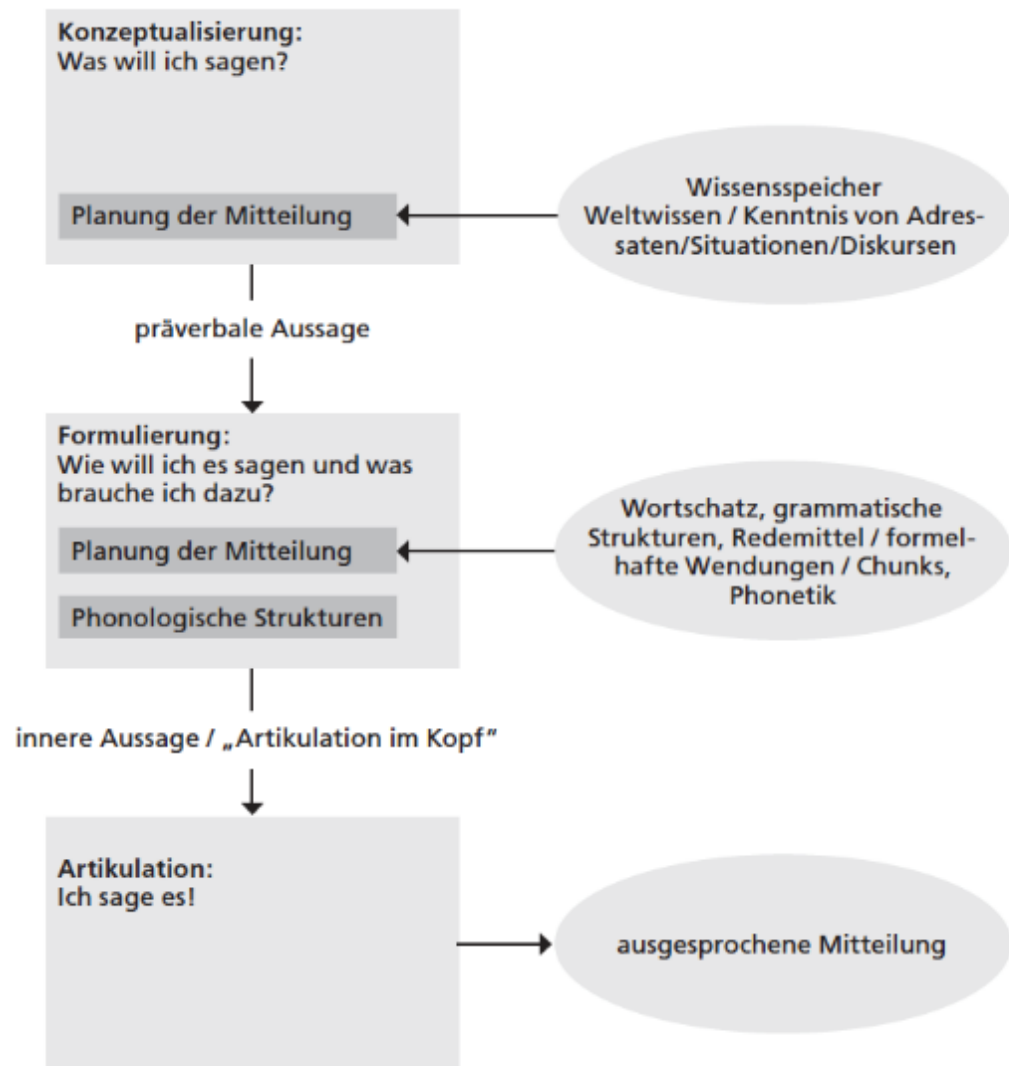 Konzeptualisierung:
Was will ich sagen?
Planung der Mitteilung
Wissensspeicher
Weltwissen / Kenntnis von Adres-
saten/Situationen/Diskursen
präverbale Aussage
Formulierung:
Wie will ich es sagen und was
brauche ich dazu?
Planung der Mitteilung
Phonologische Strukturen
Wortschatz, grammatische
Strukturen, Redemittel / formel-
hafte Wendungen / Chunks,
Phonetik
innere Aussage / „Artikulation im Kopf“
Artikulation:
Ich sage es!
ausgesprochene Mitteilung